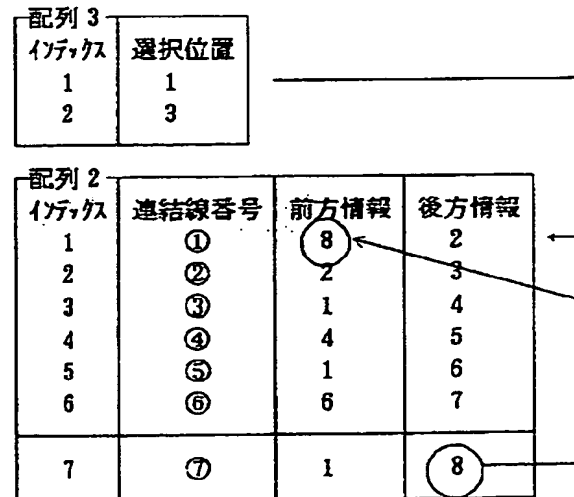 配列 3
インデックス 選択位置
1 1
2 3
配列 2
インデックス 連結線番号 前方情報 後方情報
1 ① 8 2
2 ② 2 3
3 ③ 1 4
4 ④ 4 5
5 ⑤ 1 6
6 ⑥ 6 7
7 ⑦ 1 8